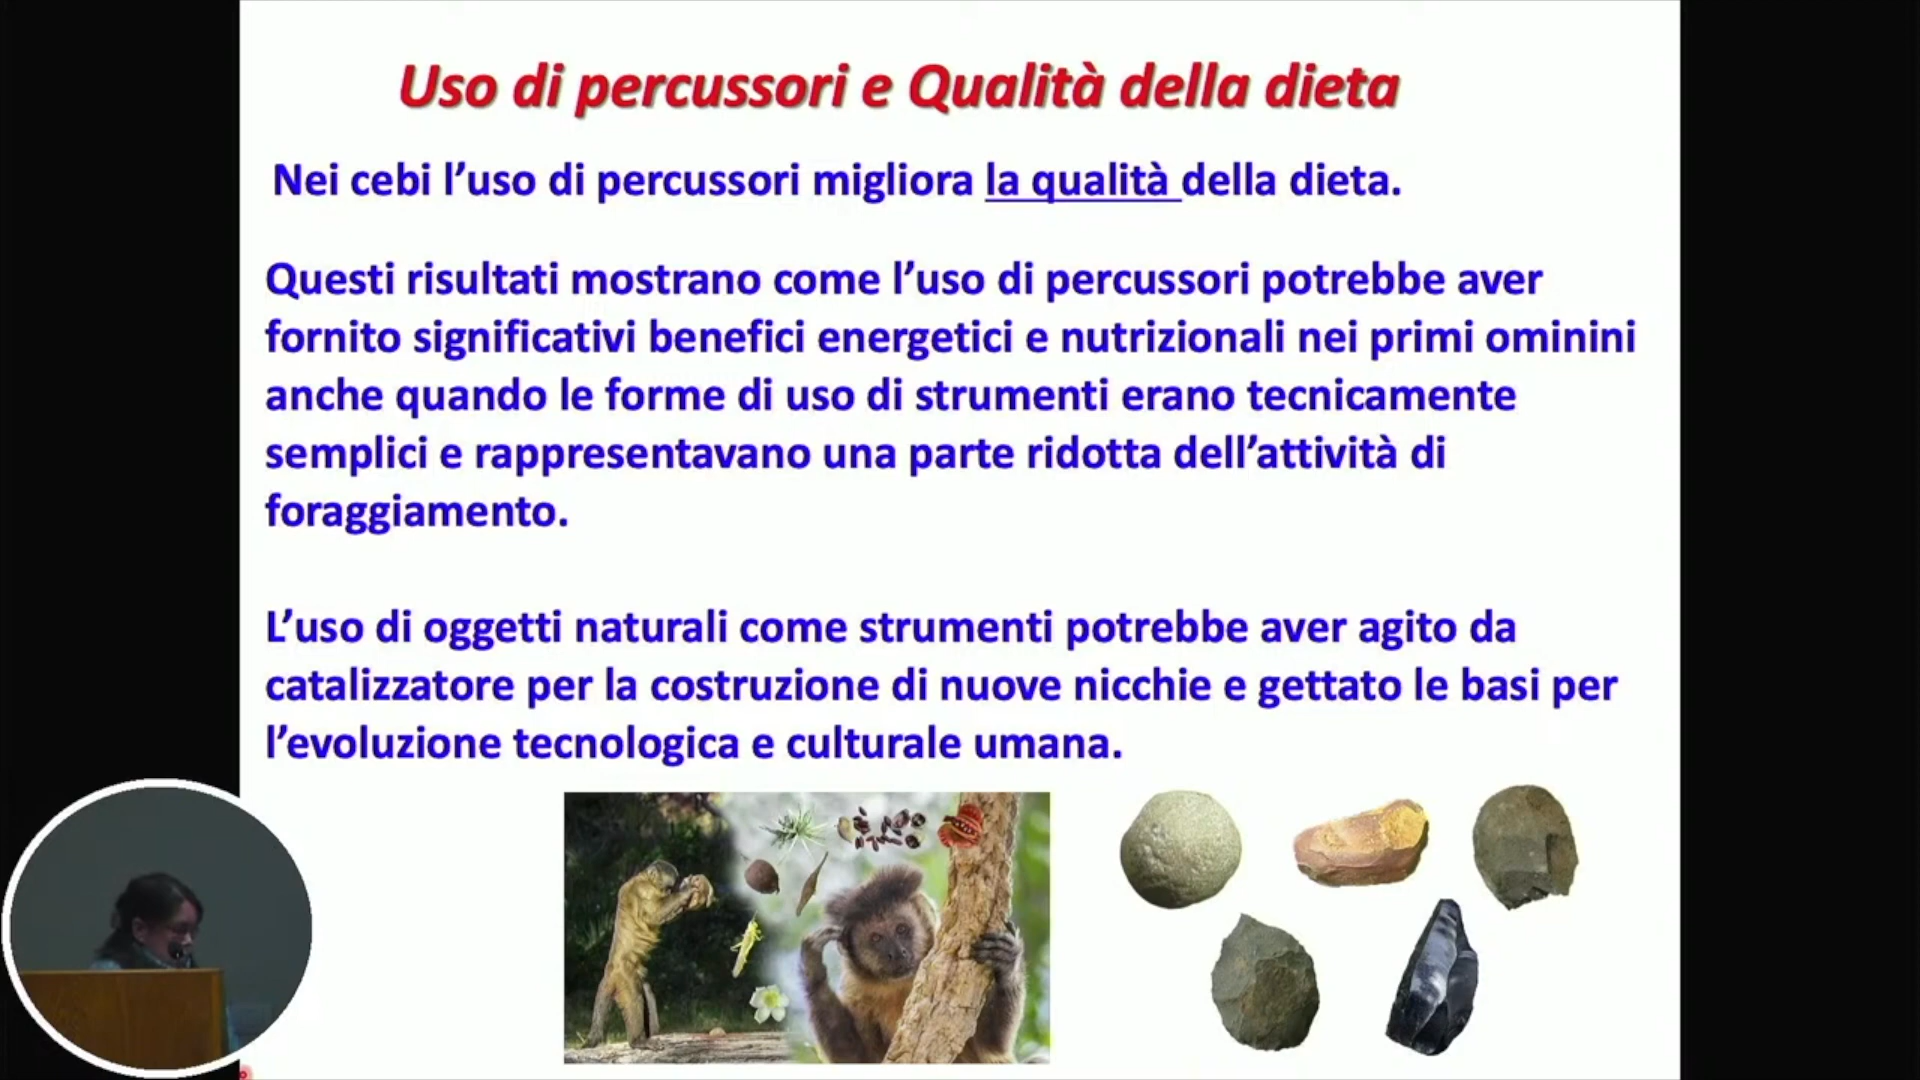 Uso di percussori e Qualità della dieta
Nei cebi l’uso di percussori migliora la qualità della dieta.
Questi risultati mostrano come l’uso di percussori potrebbe aver
fornito significativi benefici energetici e nutrizionali nei primi ominini
anche quando le forme di uso di strumenti erano tecnicamente
semplici e rappresentavano una parte ridotta dell’attività di
foraggiamento.
L’uso di oggetti naturali come strumenti potrebbe aver agito da
catalizzatore per la costruzione di nuove nicchie e gettato le basi per
l’evoluzione tecnologica e culturale umana.